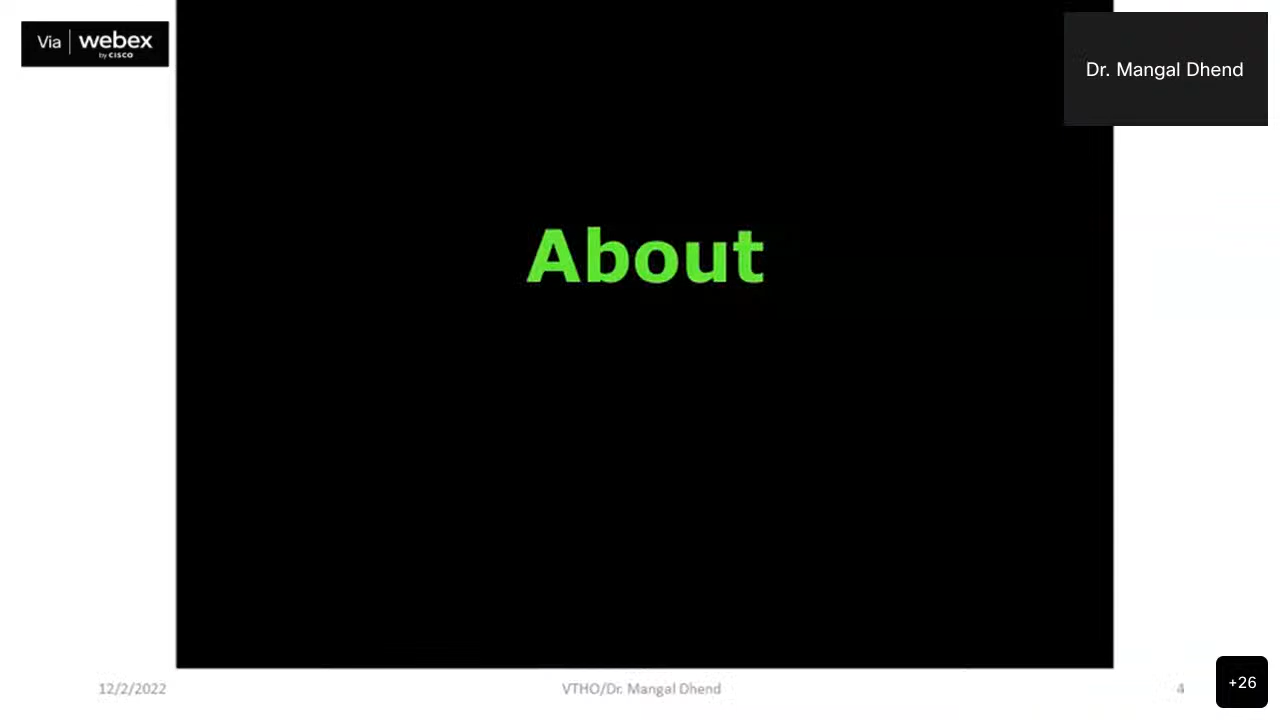 Via | webex
by CISCO
Dr. Mangal Dhend
About
12/2/2022
VTHO/Dr. Mangal Dhend
4
+26